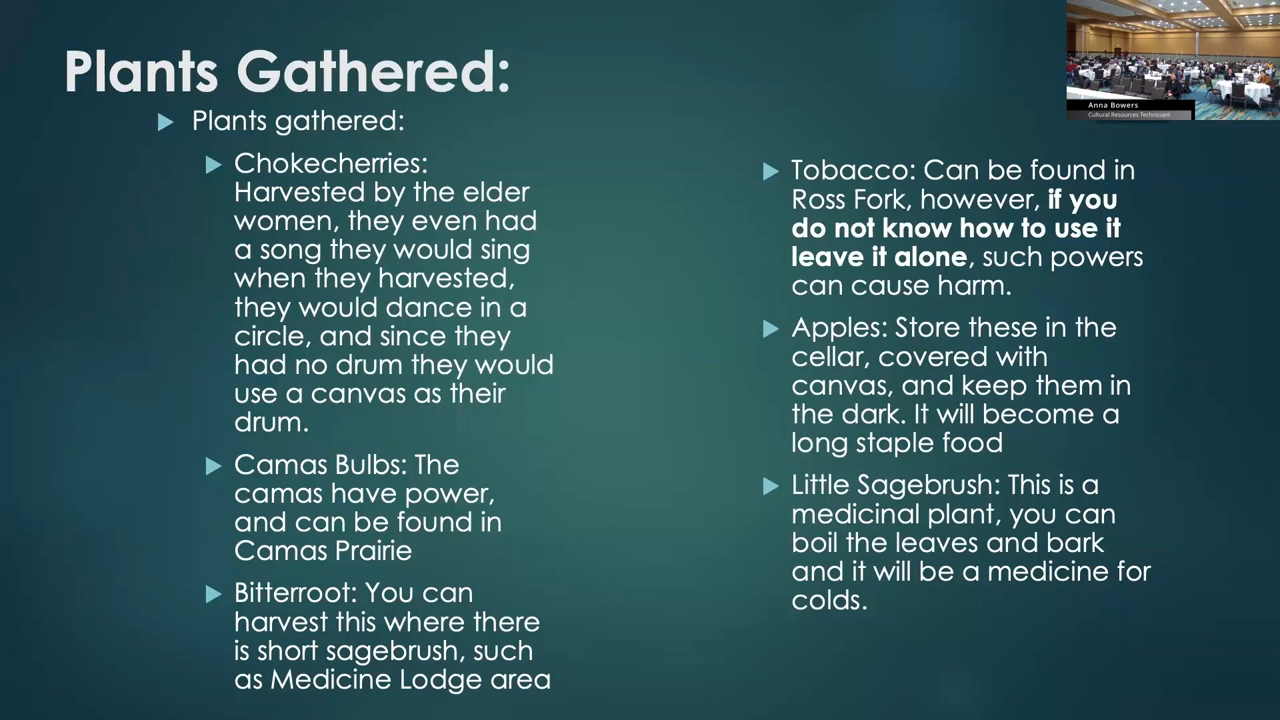 Plants Gathered:
Plants gathered:
Chokecherries:
Harvested by the elder
women, they even had
a song they would sing
when they harvested,
they would dance in a
circle, and since they
had no drum they would
use a canvas as their
drum.
Camas Bulbs: The
camas have power,
and can be found in
Camas Prairie
Bitterroot: You can
harvest this where there
is short sagebrush, such
as Medicine Lodge area
Tobacco: Can be found in
Ross Fork, however, if you
do not know how to use it
leave it alone, such powers
can cause harm.
Apples: Store these in the
cellar, covered with
canvas, and keep them in
the dark. It will become a
long staple food
Little Sagebrush: This is a
medicinal plant, you can
boil the leaves and bark
and it will be a medicine for
colds.
Anna Bowers
Cultural Resources Technician!